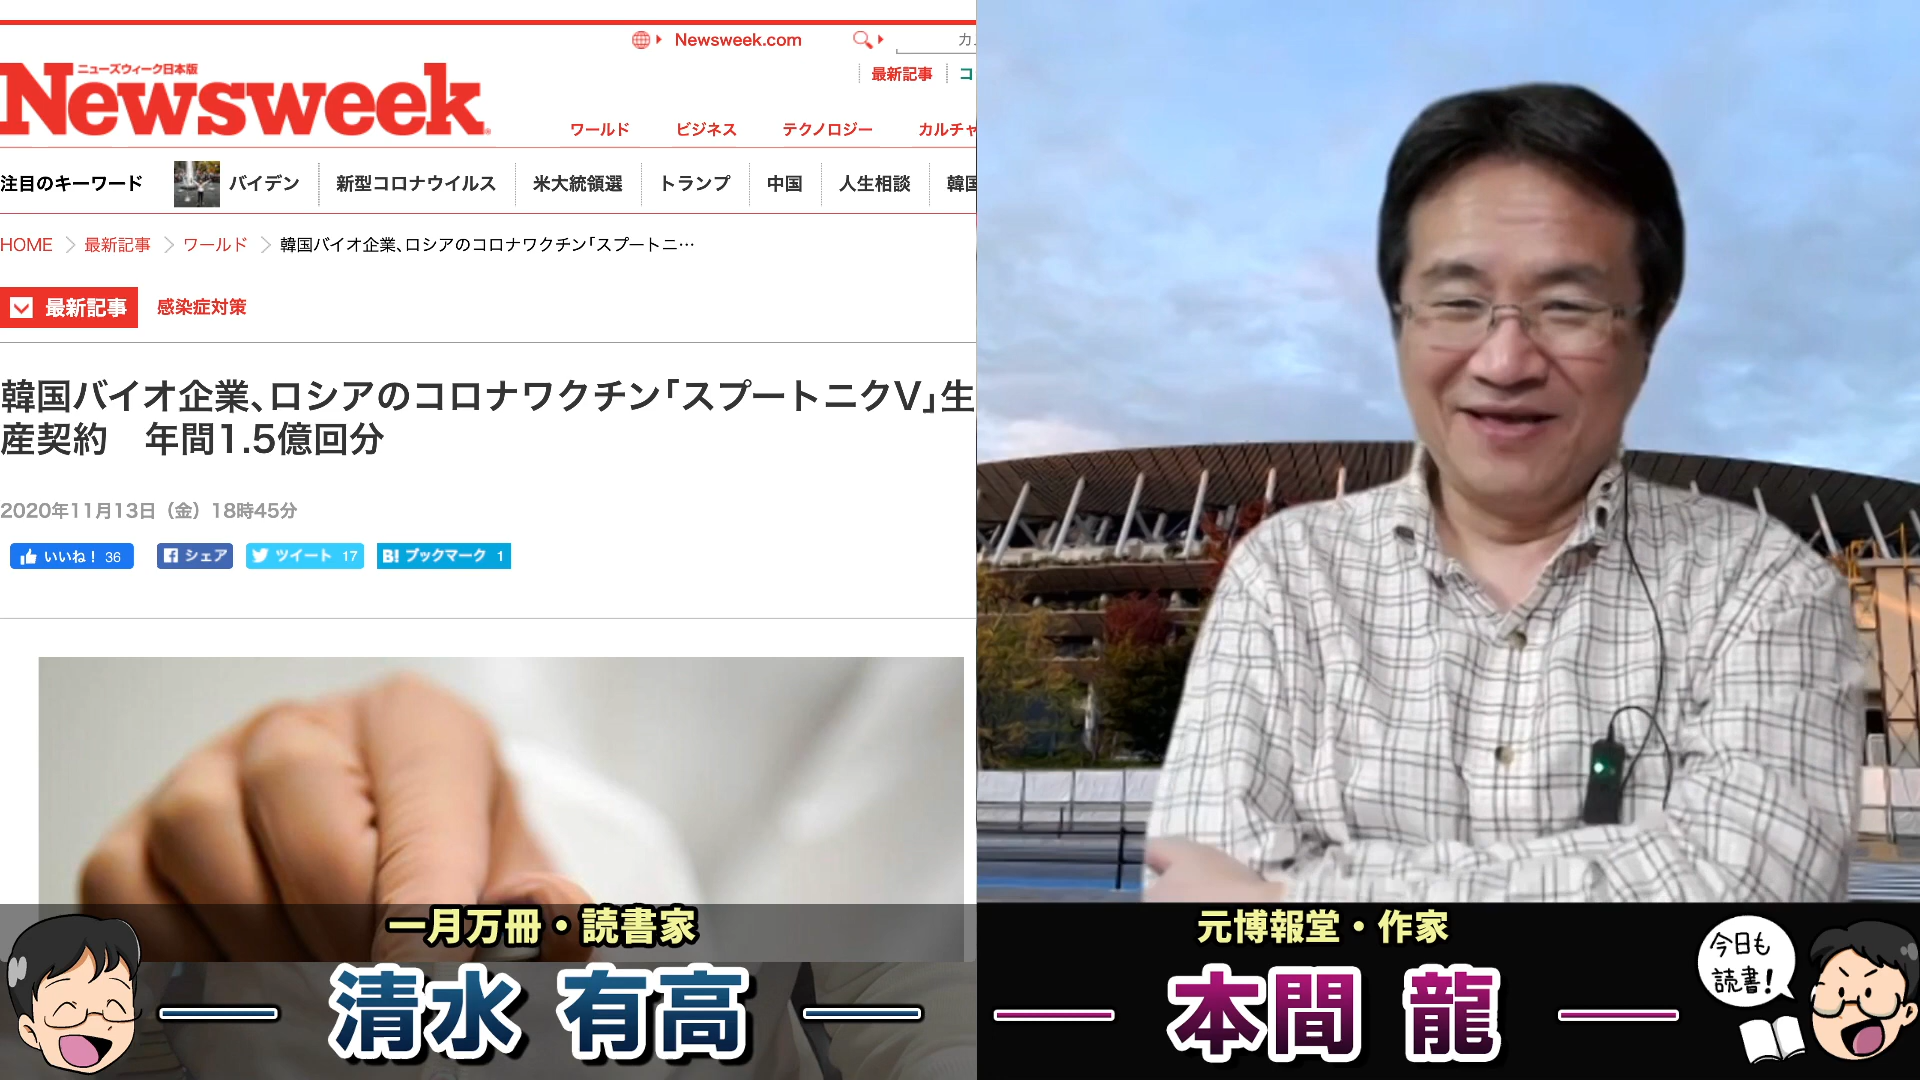 Newsweek.com
カ
ニューズウィーク日本版
Newsweek
最新記事
コ
ワールド
ビジネス
テクノロジー
カルチャ
注目のキーワード
バイデン
新型コロナウイルス
米大統領選
トランプ
中国
人生相談
韓国
HOME
最新記事
ワールド
韓国バイオ企業、ロシアのコロナワクチン「スプートニ…
最新記事
感染症対策
韓国バイオ企業、ロシアのコロナワクチン「スプートニクV」生
産契約 年間1.5億回分
2020年11月13日（金）18時45分
いいね！ 36
シェア
ツイート 17
B! ブックマーク 1
一月万冊・読書家
清水 有高
元博報堂・作家
本間 龍
今日も
読書！